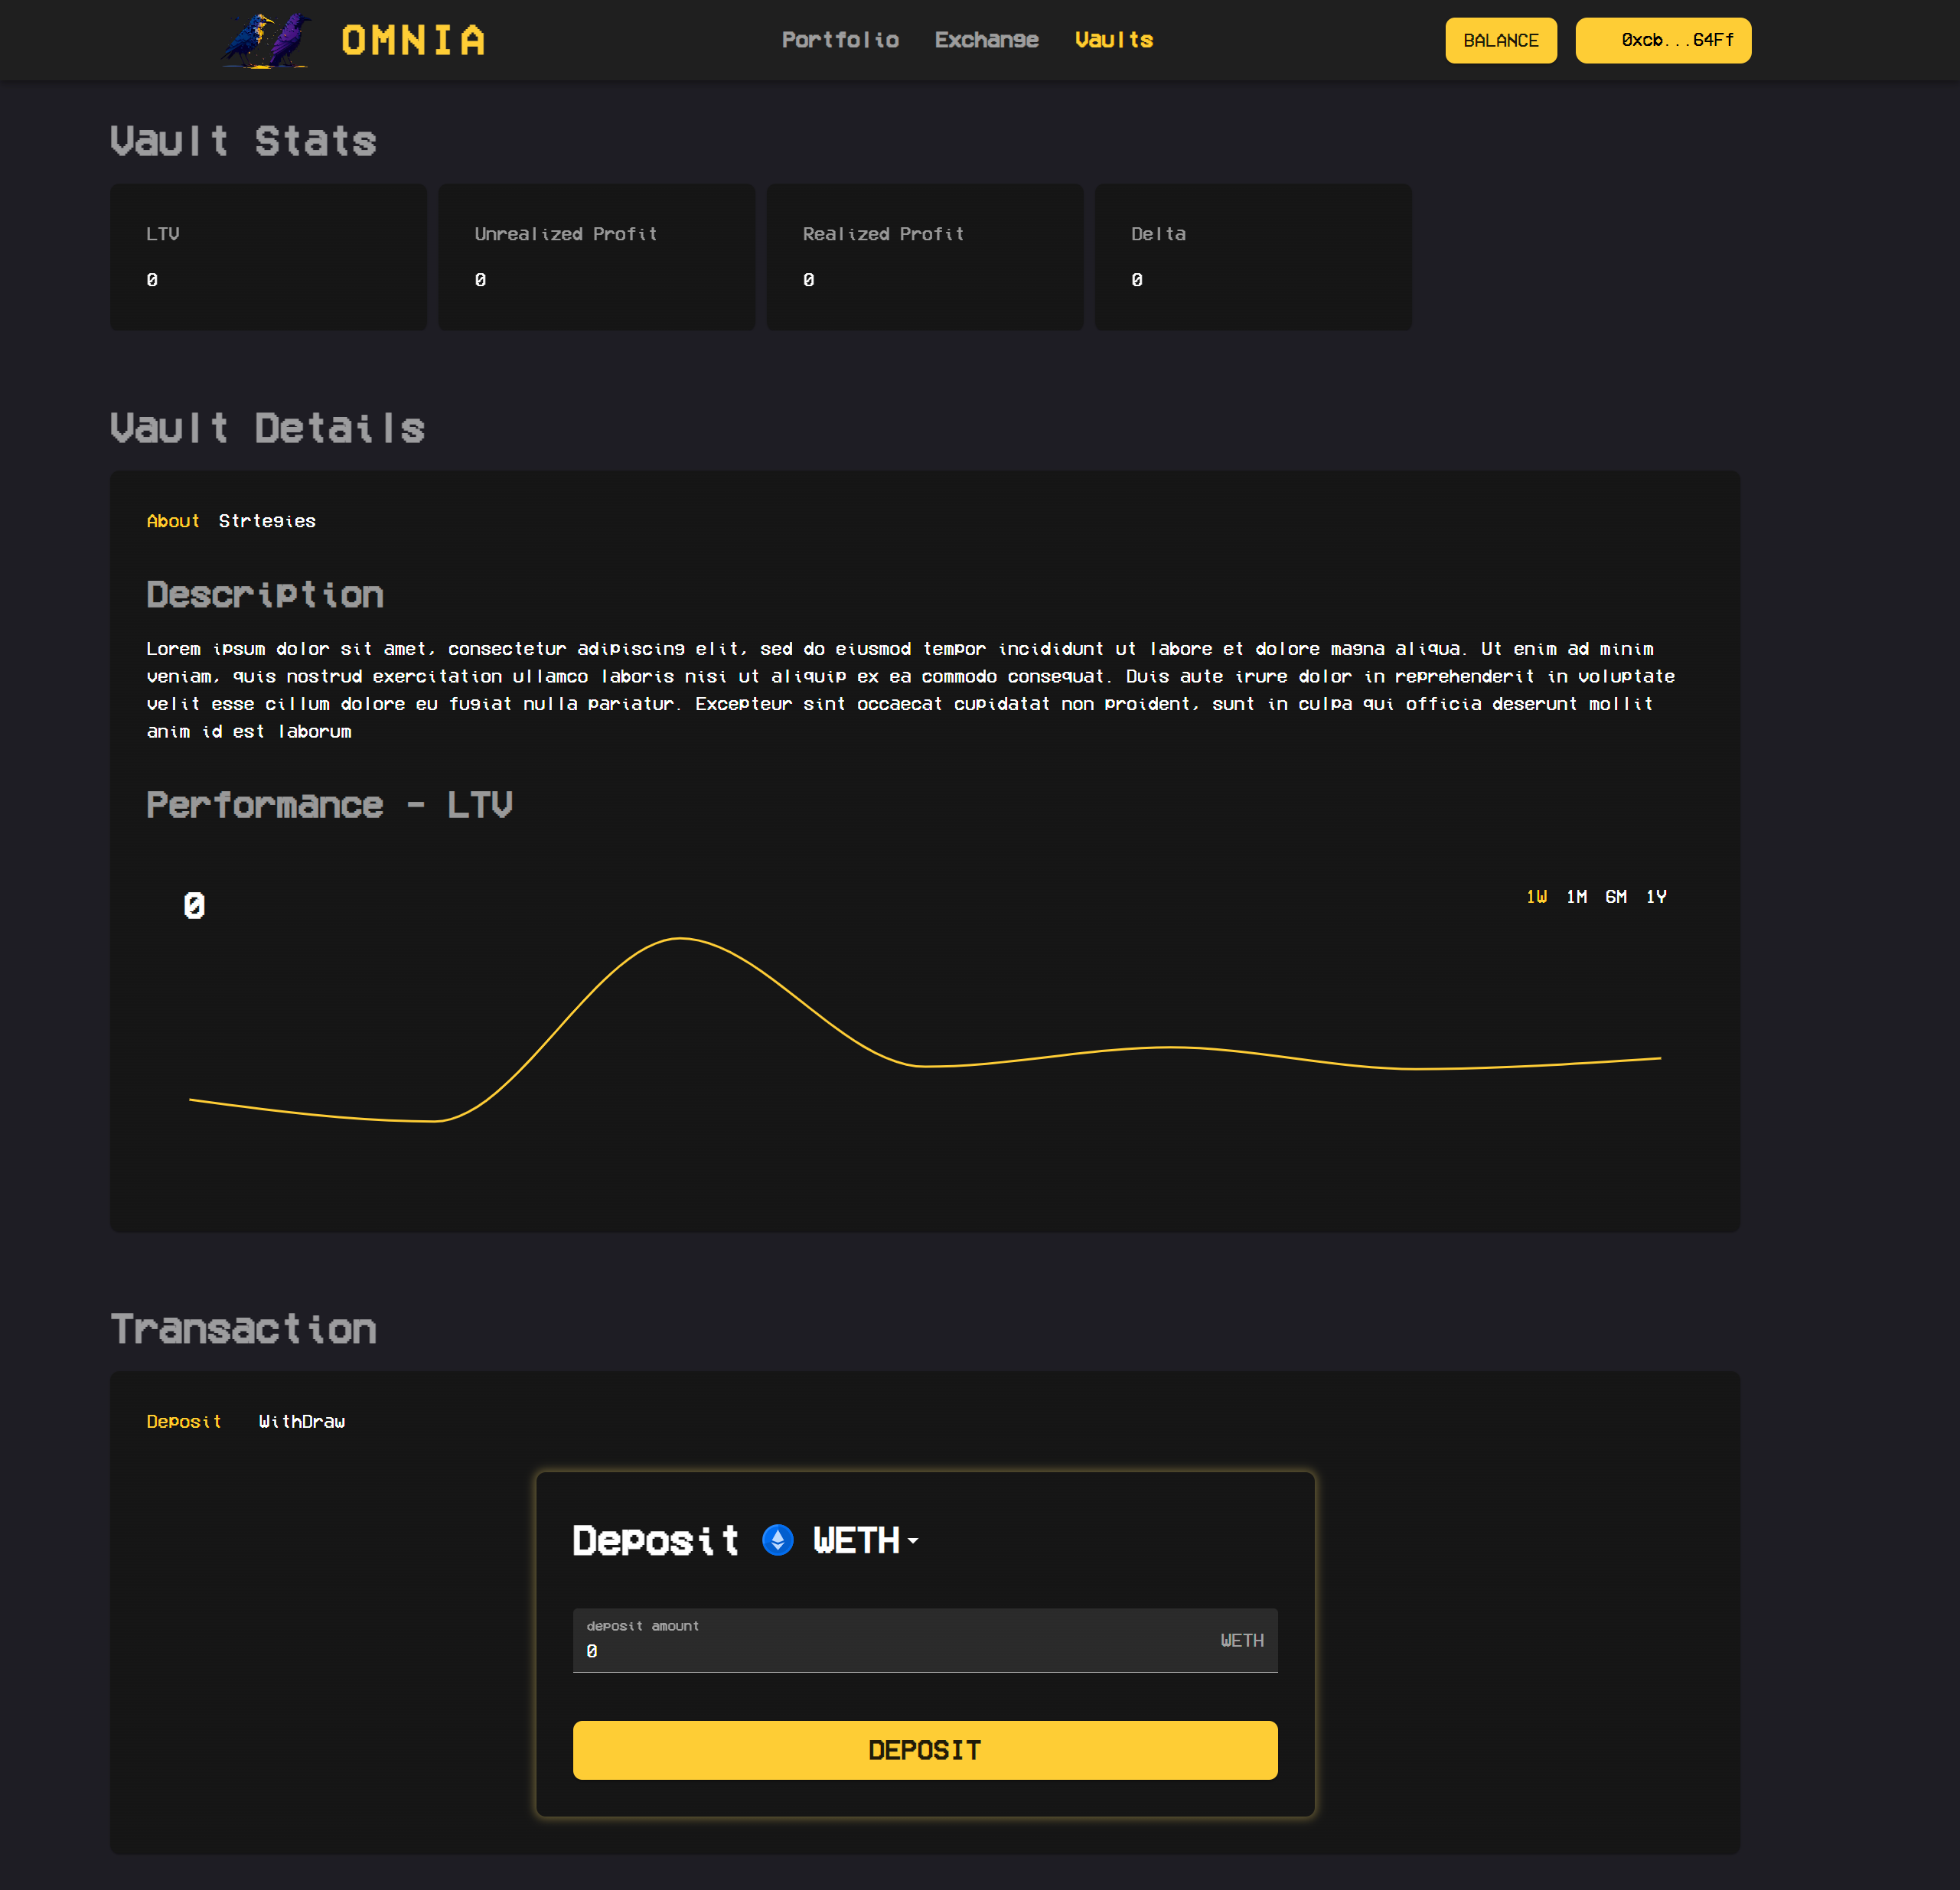 OMNIA
Portfolio Exchange Vaults
BALANCE 0xcb...64Ff
Vault Stats
LTV Unrealized Profit Realized Profit Delta
0 0 0 0
Vault Details
About Strtegies
Description
Lorem ipsum dolor sit amet, consectetur adipiscing elit, sed do eiusmod tempor incididunt ut labore et dolore magna aliqua. Ut enim ad minim
veniam, quis nostrud exercitation ullamco laboris nisi ut aliquip ex ea commodo consequat. Duis aute irure dolor in reprehenderit in voluptate
velit esse cillum dolore eu fugiat nulla pariatur. Excepteur sint occaecat cupidatat non proident, sunt in culpa qui officia deserunt mollit
anim id est laborum
Performance - LTV
0 1W 1M 6M 1Y
Transaction
Deposit WithDraw
Deposit WETH
deposit amount
0 WETH
DEPOSIT